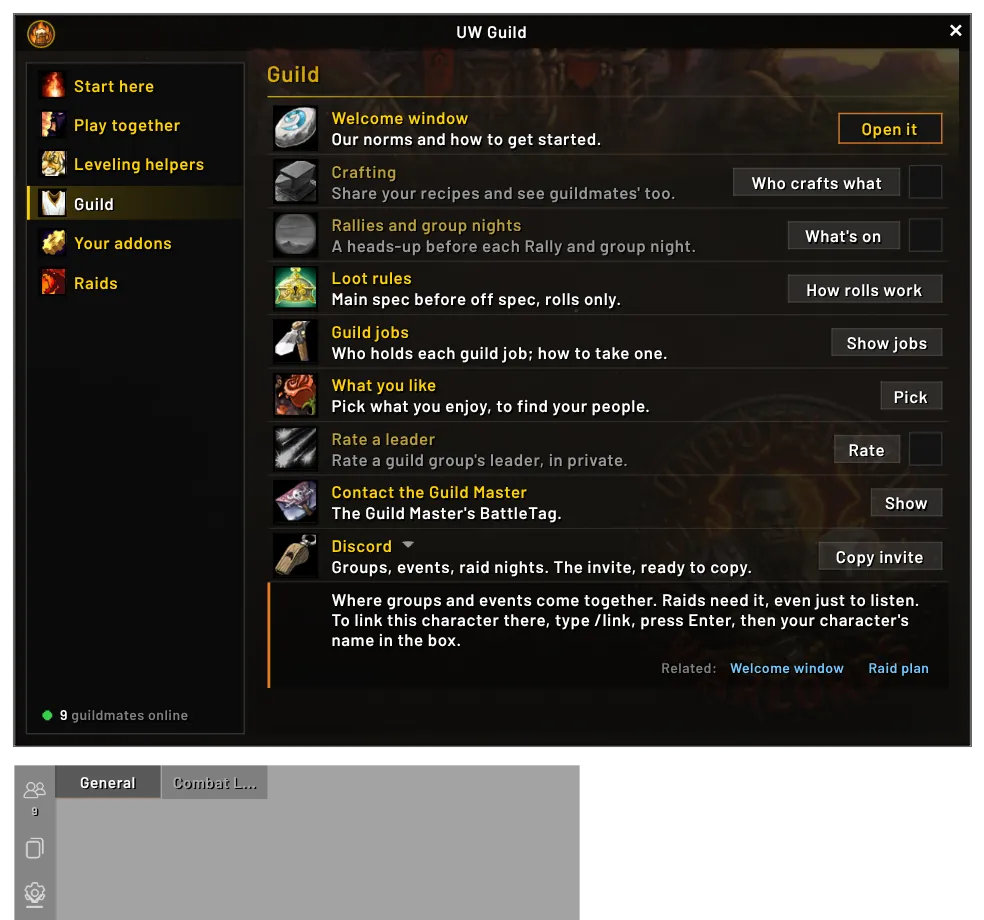 UW Guild
Start here
Play together
Leveling helpers
Guild
Your addons
Raids
9 guildmates online
Guild
Welcome window
Our norms and how to get started.
Open it
Crafting
Share your recipes and see guildmates' too.
Who crafts what
Rallies and group nights
A heads-up before each Rally and group night.
What's on
Loot rules
Main spec before off spec, rolls only.
How rolls work
Guild jobs
Who holds each guild job; how to take one.
Show jobs
What you like
Pick what you enjoy, to find your people.
Pick
Rate a leader
Rate a guild group's leader, in private.
Rate
Contact the Guild Master
The Guild Master's BattleTag.
Show
Discord
Groups, events, raid nights. The invite, ready to copy.
Copy invite
Where groups and events come together. Raids need it, even just to listen.
To link this character there, type /link, press Enter, then your character's
name in the box.
Related: Welcome window Raid plan
General
Combat L...
9